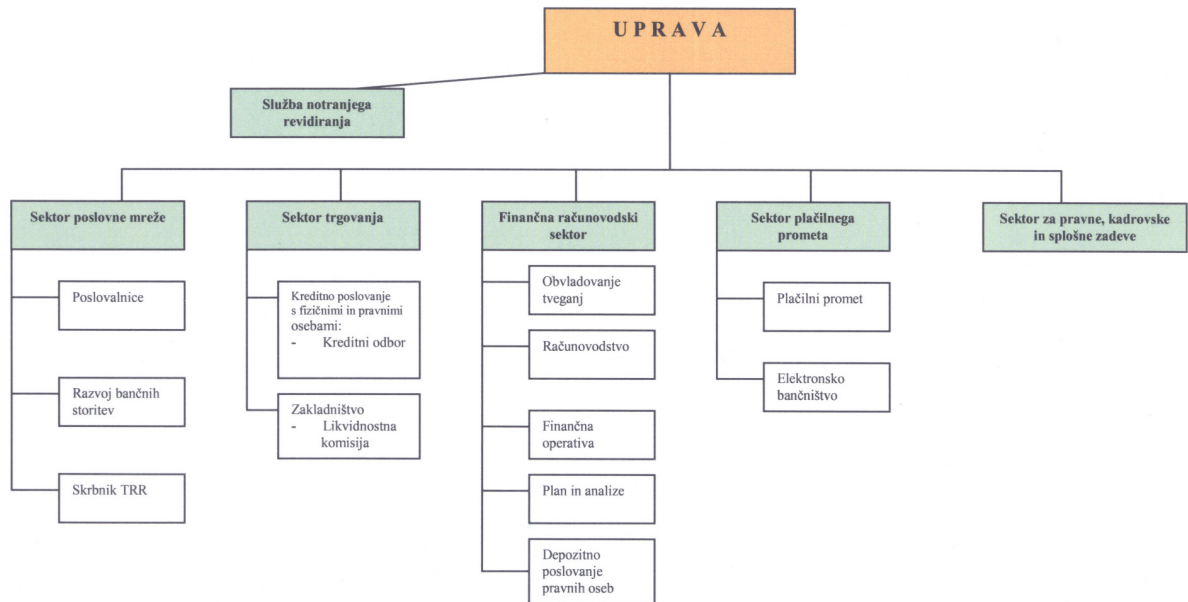 U P R A V A
Služba notranjega
revidiranja
Sektor poslovne mreže
Poslovalnice
Razvoj bančnih
storitev
Skrbnik TRR
Sektor trgovanja
Kreditno poslovanje
s fizičnimi in pravnimi
osebami:
- Kreditni odbor
Zakladništvo
- Likvidnostna
komisija
Finančna računovodski
sektor
Obvladovanje
tveganj
Računovodstvo
Finančna
operativa
Plan in analize
Depozitno
poslovanje
pravnih oseb
Sektor plačilnega
prometa
Plačilni promet
Elektronsko
bančništvo
Sektor za pravne, kadrovske
in splošne zadeve